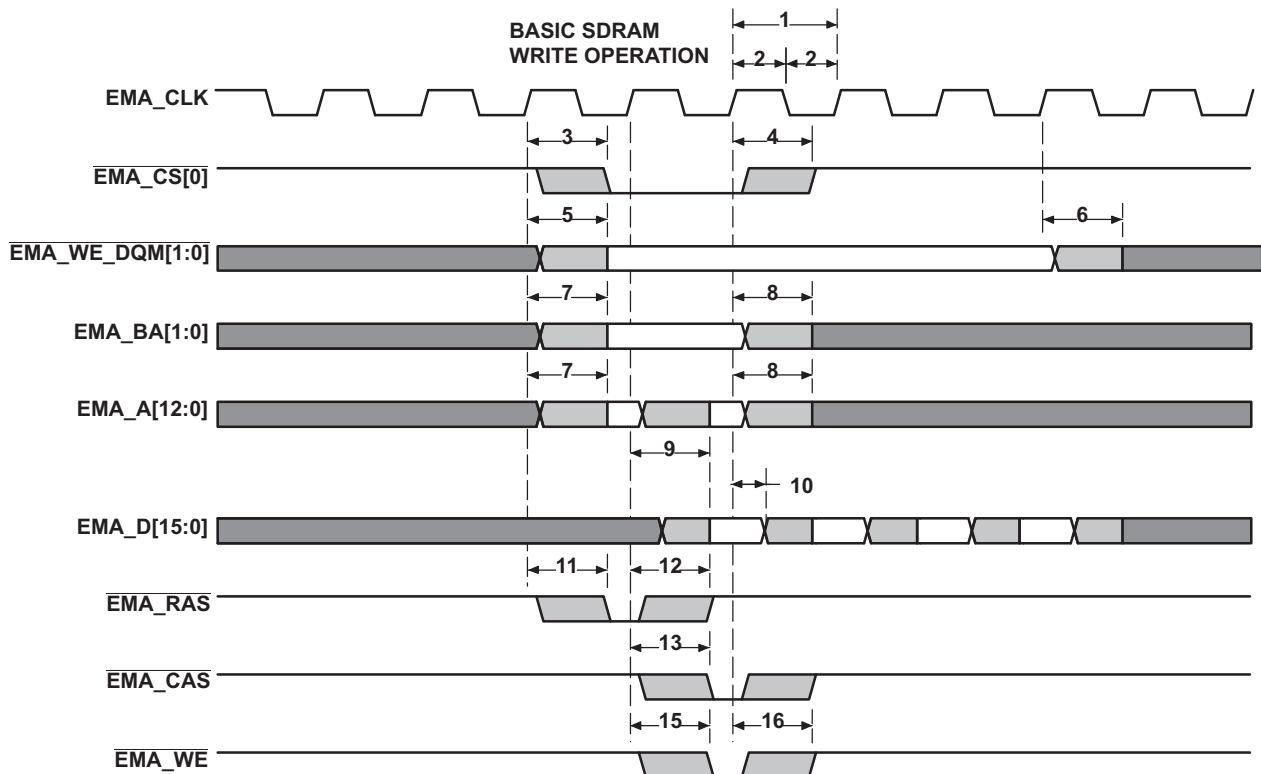 BASIC SDRAM
WRITE OPERATION
1
2 2
EMA_CLK
3 4
EMA_CS[0]
5 6
EMA_WE_DQM[1:0]
7 8
EMA_BA[1:0]
7 8
EMA_A[12:0]
9
10
EMA_D[15:0]
11 12
EMA_RAS
13
EMA_CAS
15 16
EMA_WE